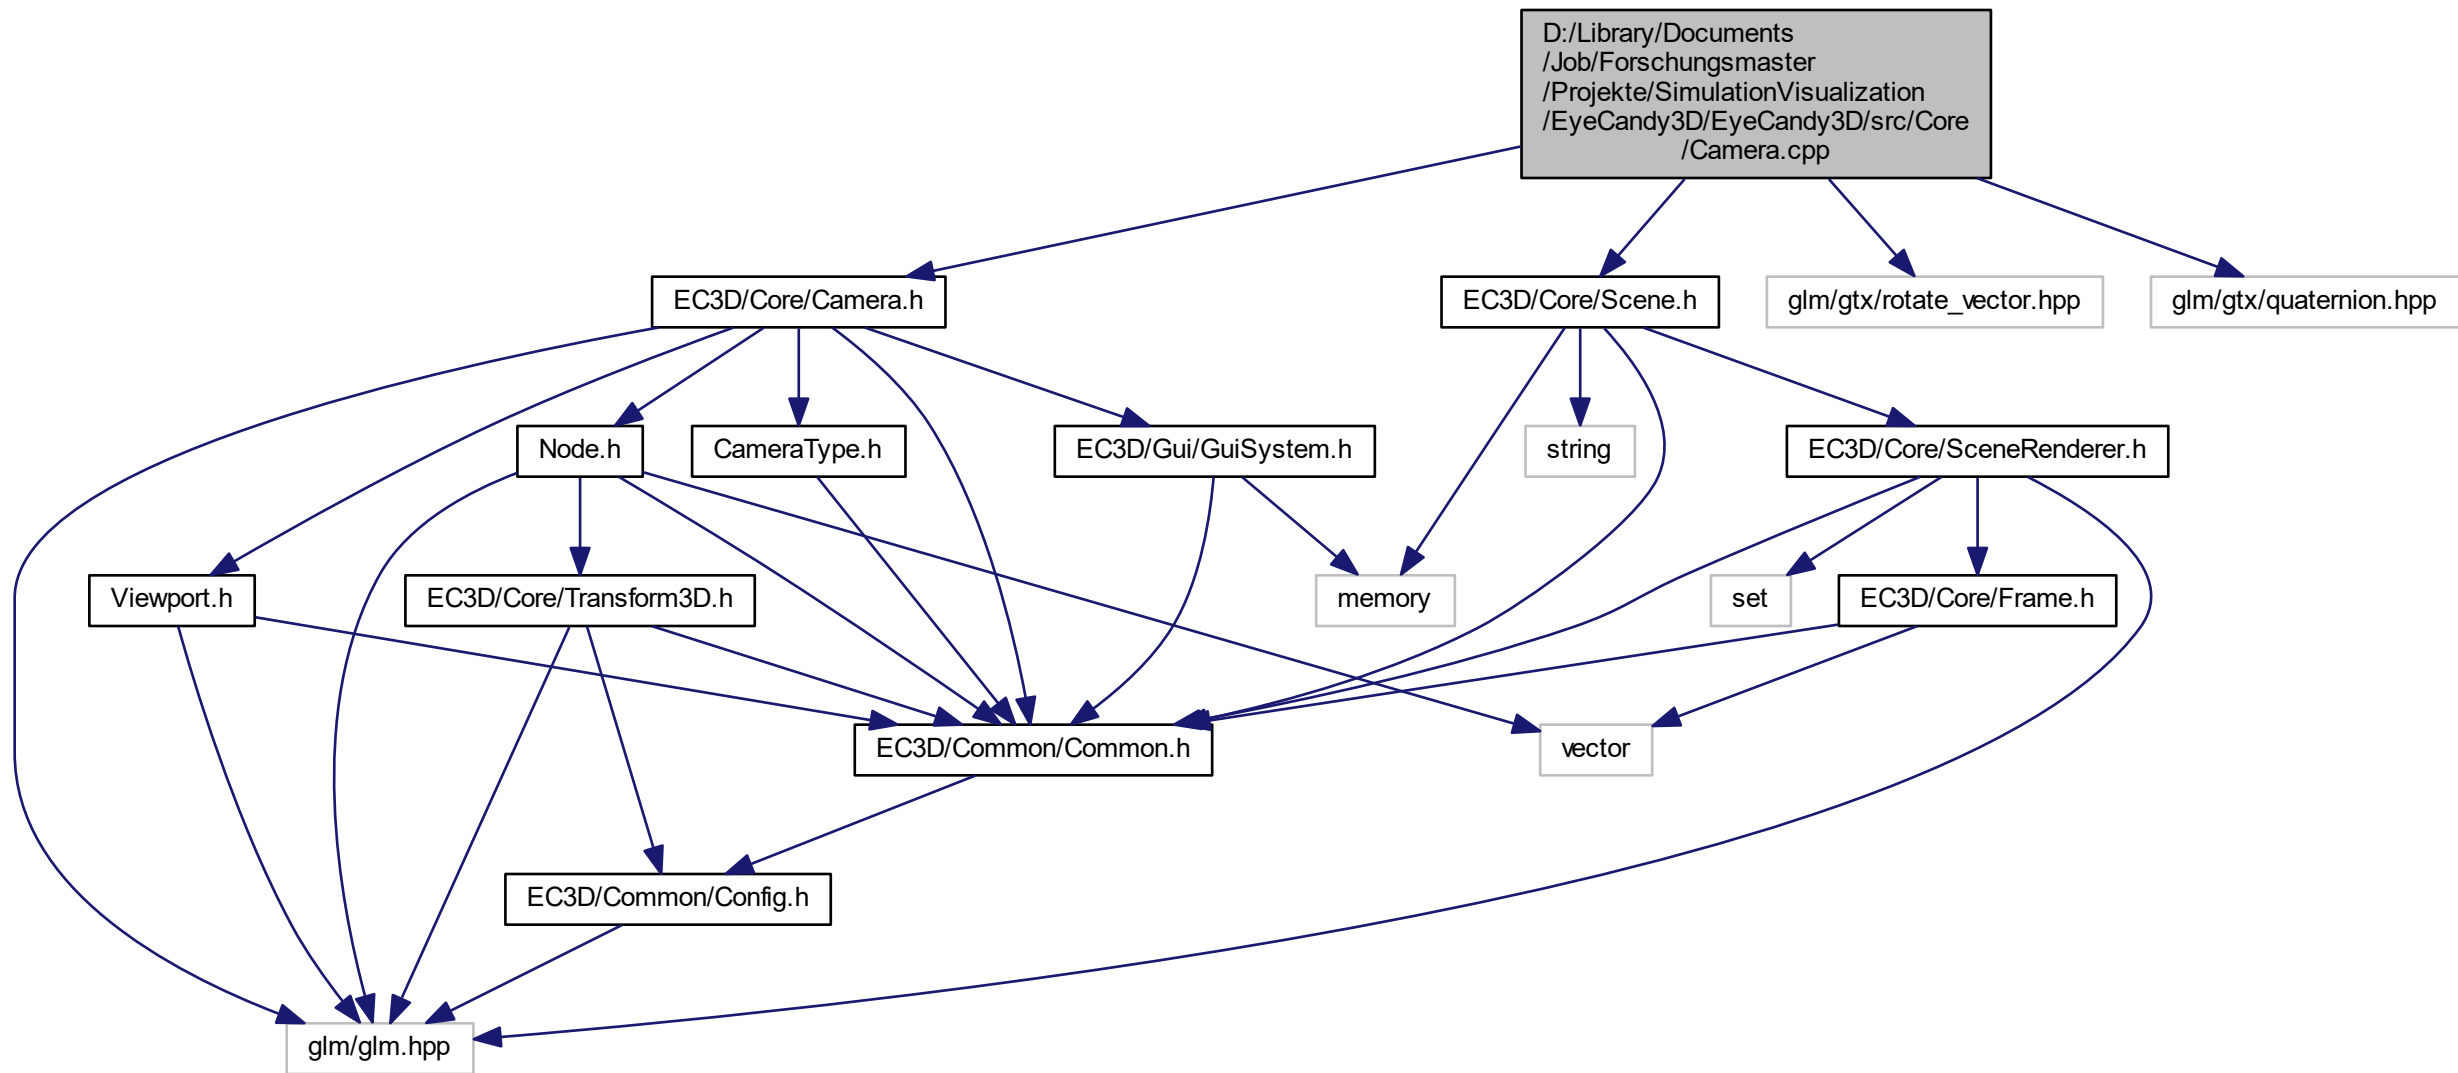 D:/Library/Documents
/Job/Forschungsmaster
/Projekte/SimulationVisualization
/EyeCandy3D/EyeCandy3D/src/Core
/Camera.cpp
EC3D/Core/Camera.h
EC3D/Core/Scene.h
glm/gtx/rotate_vector.hpp
glm/gtx/quaternion.hpp
Node.h
CameraType.h
EC3D/Gui/GuiSystem.h
string
EC3D/Core/SceneRenderer.h
Viewport.h
EC3D/Core/Transform3D.h
memory
set
EC3D/Core/Frame.h
EC3D/Common/Common.h
vector
EC3D/Common/Config.h
glm/glm.hpp